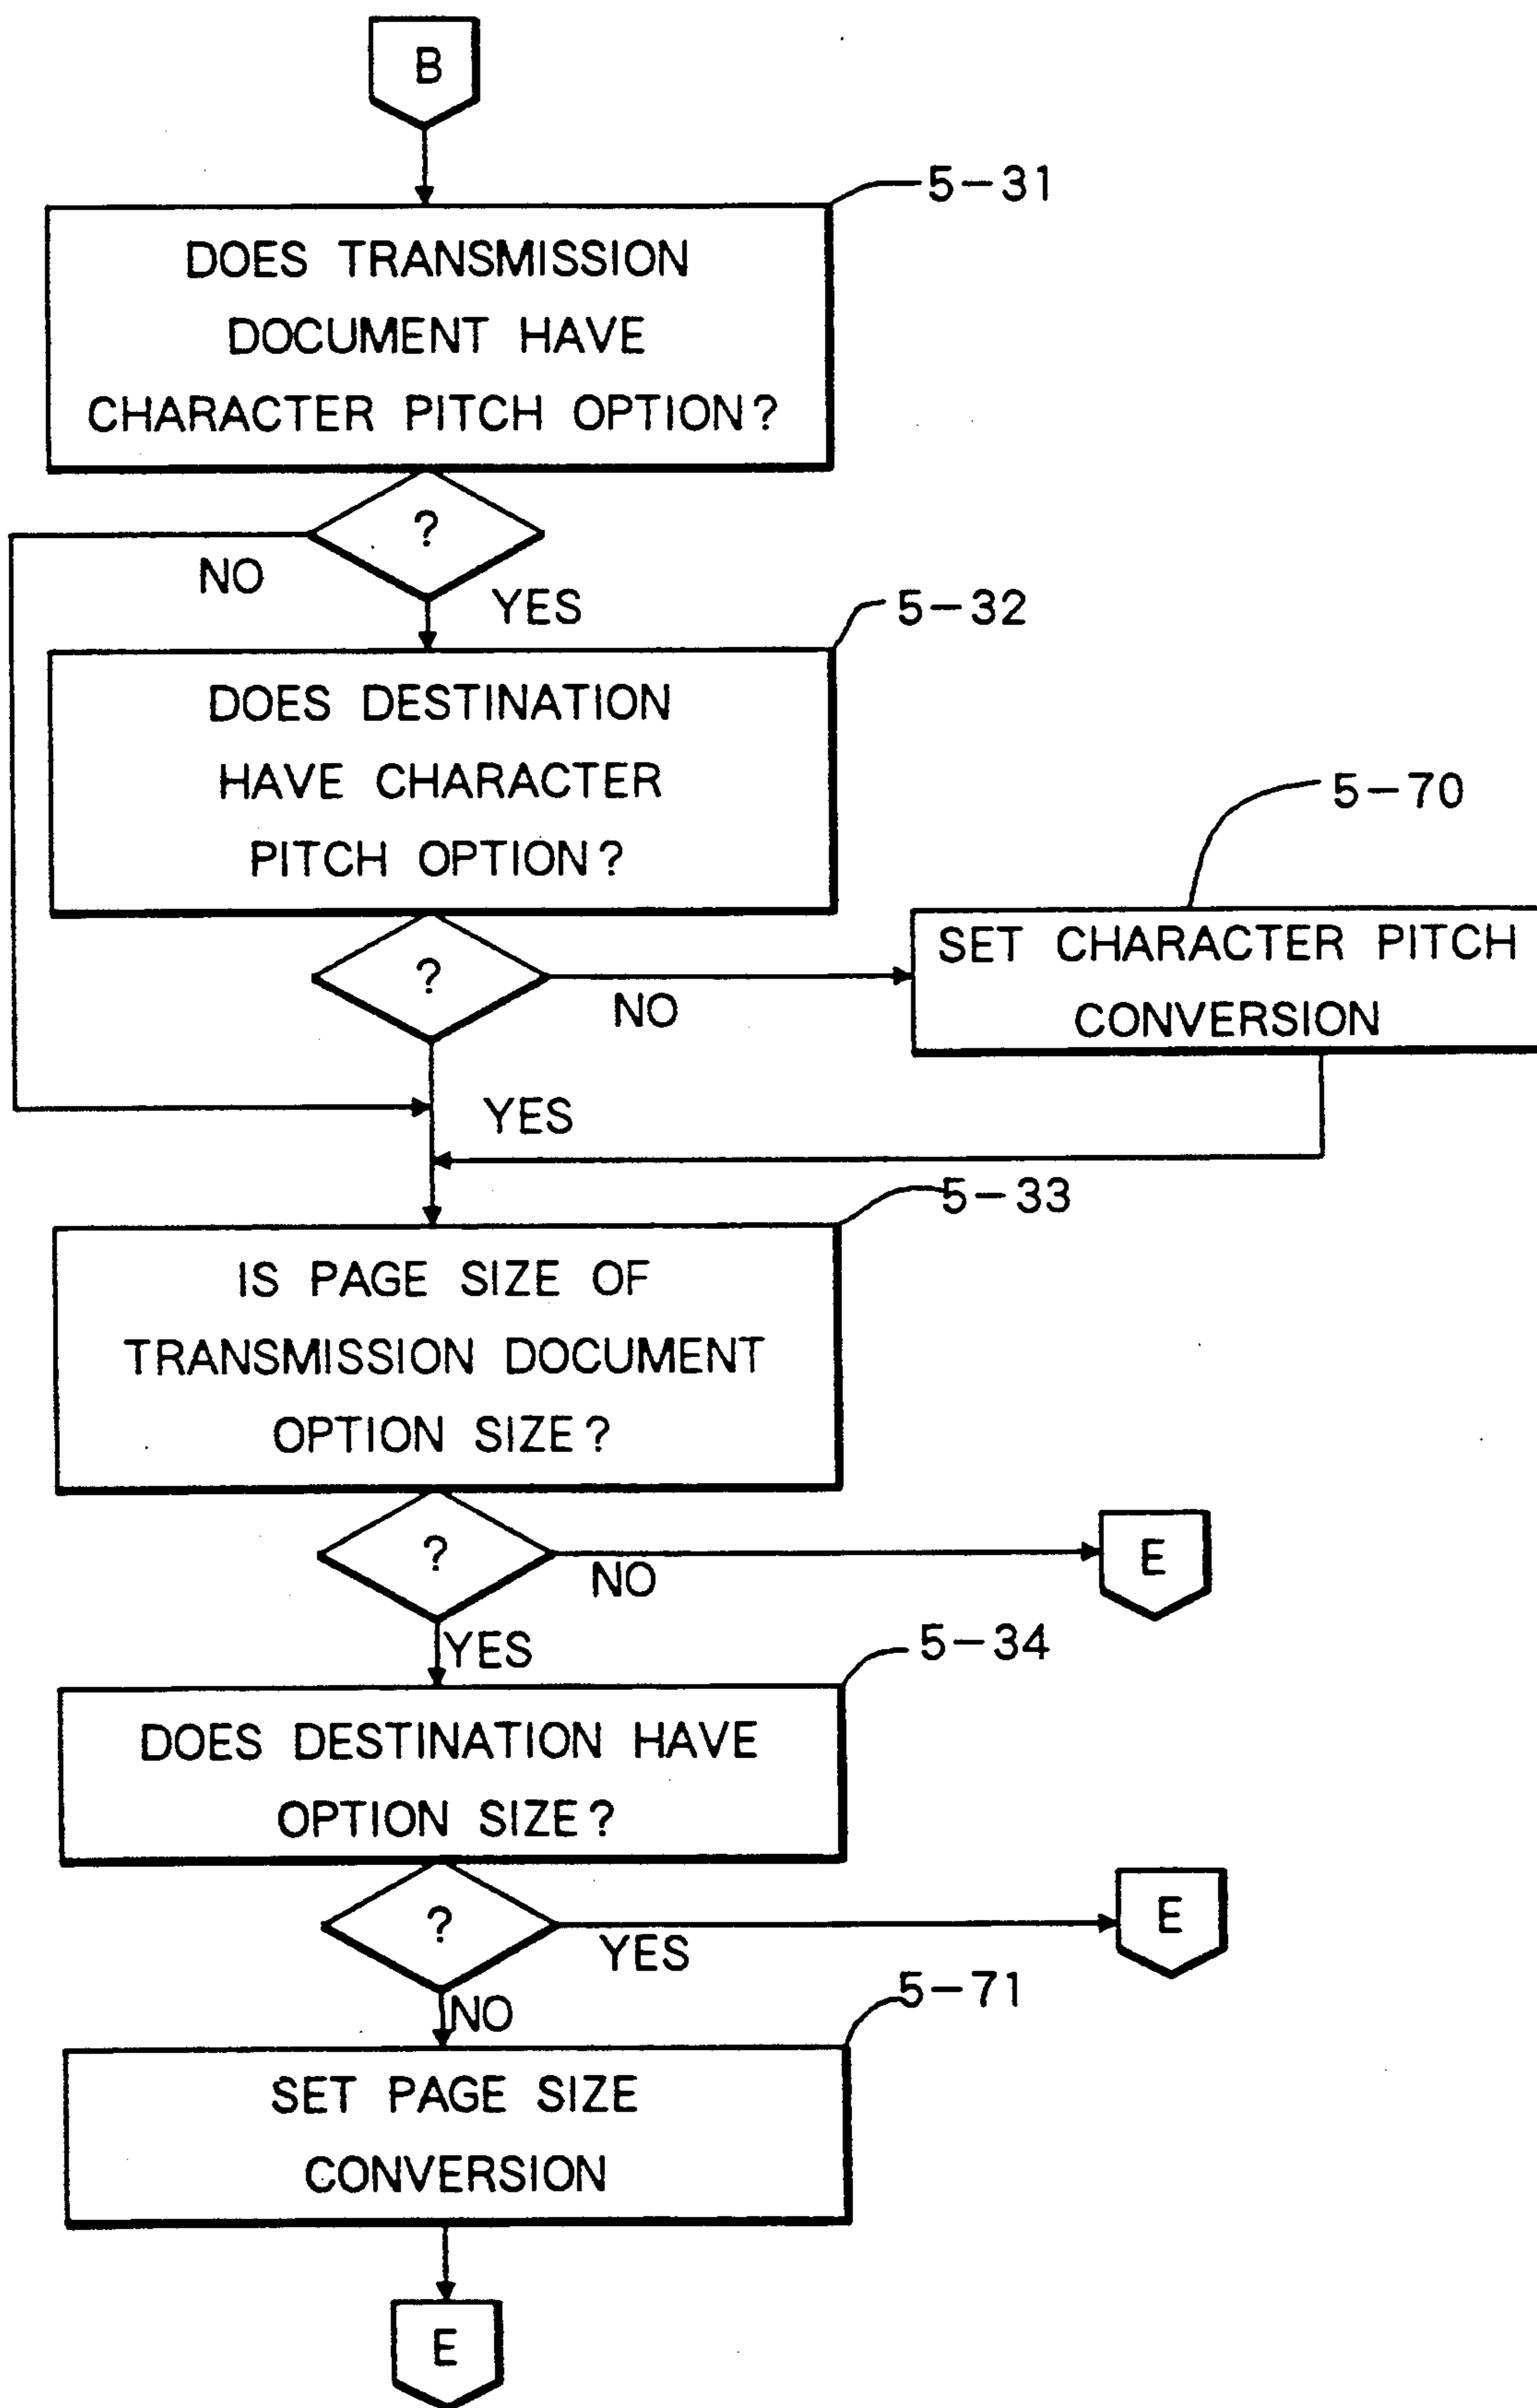 B
5-31
DOES TRANSMISSION
DOCUMENT HAVE
CHARACTER PITCH OPTION?
?
NO
YES
5-32
DOES DESTINATION
HAVE CHARACTER
PITCH OPTION?
5-70
SET CHARACTER PITCH
CONVERSION
?
NO
YES
5-33
IS PAGE SIZE OF
TRANSMISSION DOCUMENT
OPTION SIZE?
?
NO
E
YES
5-34
DOES DESTINATION HAVE
OPTION SIZE?
?
YES
E
NO
5-71
SET PAGE SIZE
CONVERSION
E